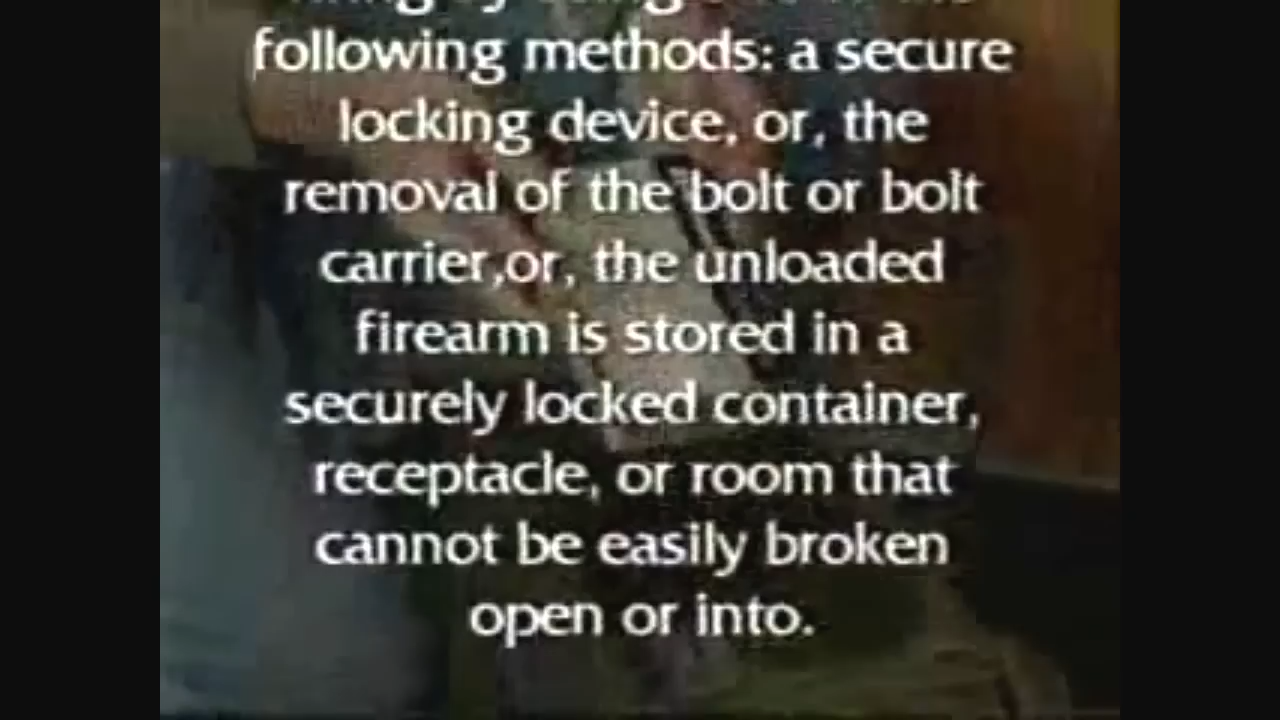 following methods: a secure
locking device, or, the
removal of the bolt or bolt
carrier,or, the unloaded
firearm is stored in a
securely locked container,
receptacle, or room that
cannot be easily broken
open or into.